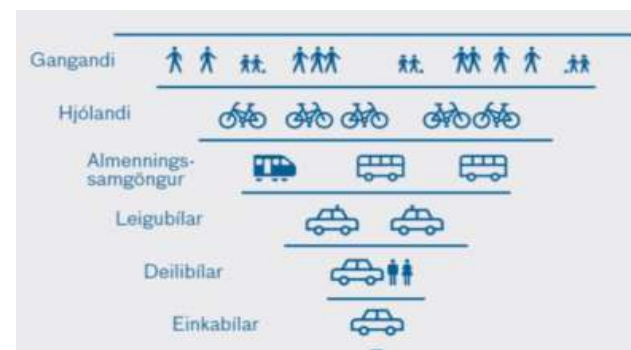 Gangandi
Hjólandi
Almennings-
samgöngur
Leigubílar
Deilibílar
Einkabílar